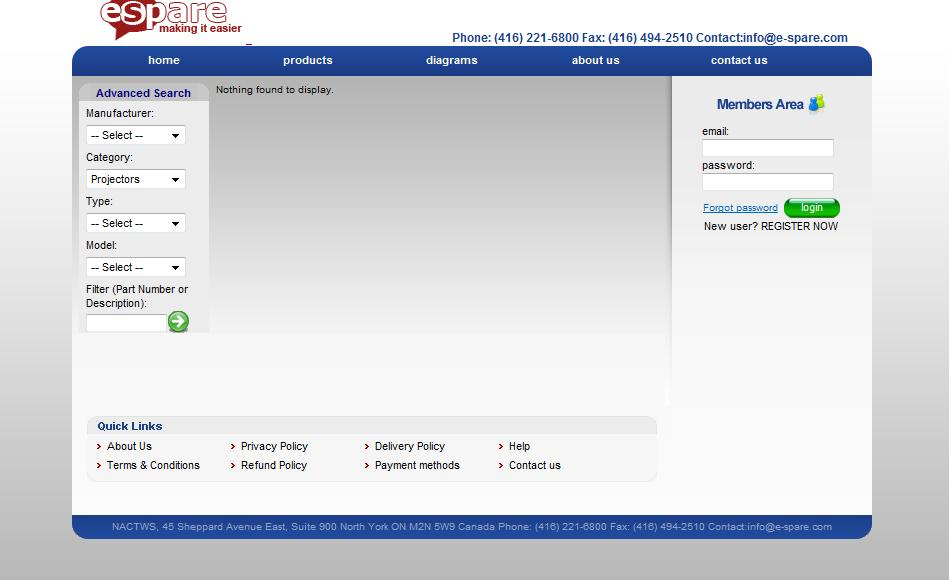 espare
making it easier
Phone: (416) 221-6800 Fax: (416) 494-2510 Contact:info@e-spare.com
home products diagrams about us contact us
Advanced Search
Manufacturer:
-- Select --
Category:
Projectors
Type:
-- Select --
Model:
-- Select --
Filter (Part Number or
Description):
Nothing found to display.
Members Area
email:
password:
Forgot password login
New user? REGISTER NOW
Quick Links
About Us Privacy Policy Delivery Policy Help
Terms & Conditions Refund Policy Payment methods Contact us
NACTWS, 45 Sheppard Avenue East, Suite 900 North York ON M2N 5W9 Canada Phone: (416) 221-6800 Fax: (416) 494-2510 Contact:info@e-spare.com